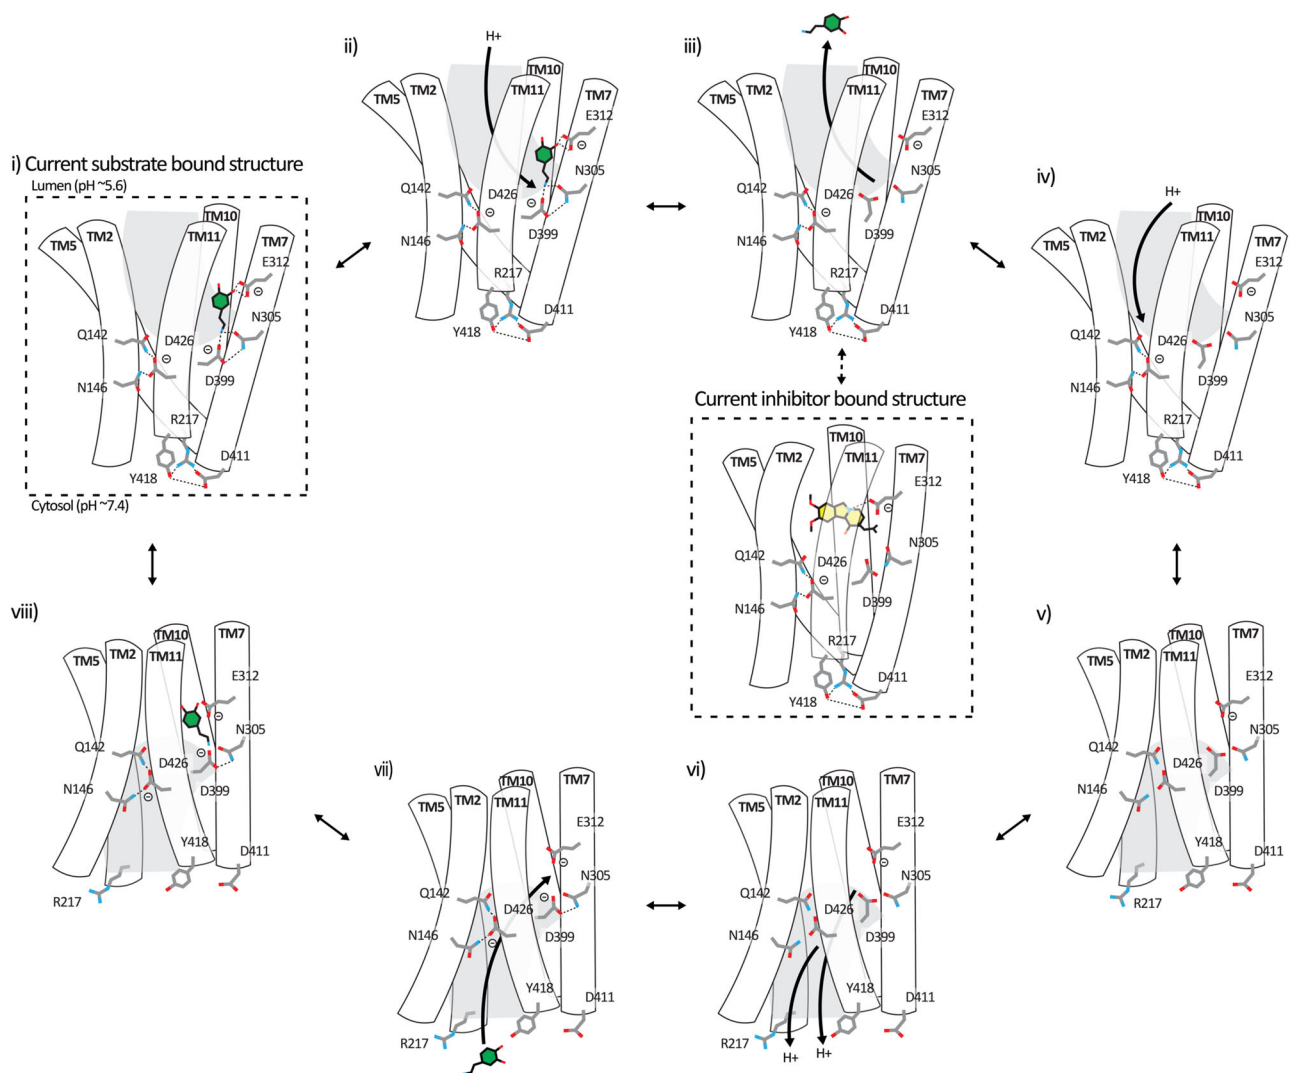 ii)
H+
TM5
TM2
TM10
TM11
TM7
E312
N305
Q142
D426
N146
D399
R217
Y418
D411
iii)
TM5
TM2
TM10
TM11
TM7
E312
N305
Q142
D426
N146
D399
R217
Y418
D411
i) Current substrate bound structure
Lumen (pH ~5.6)
TM5
TM2
TM10
TM11
TM7
E312
N305
Q142
D426
N146
D399
R217
Y418
D411
Cytosol (pH ~7.4)
iv)
H+
TM5
TM2
TM10
TM11
TM7
E312
N305
Q142
D426
N146
D399
R217
Y418
D411
Current inhibitor bound structure
TM5
TM2
TM10
TM11
TM7
E312
N305
Q142
D426
N146
D399
R217
Y418
D411
viii)
TM5
TM2
TM10
TM11
TM7
E312
N305
Q142
D426
N146
D399
Y418
D411
R217
vii)
TM5
TM2
TM10
TM11
TM7
E312
N305
Q142
D426
N146
D399
Y418
D411
R217
vi)
TM5
TM2
TM10
TM11
TM7
E312
N305
Q142
D426
N146
D399
Y418
D411
R217
H+
H+
v)
TM5
TM2
TM10
TM11
TM7
E312
N305
Q142
D426
N146
D399
Y418
D411
R217